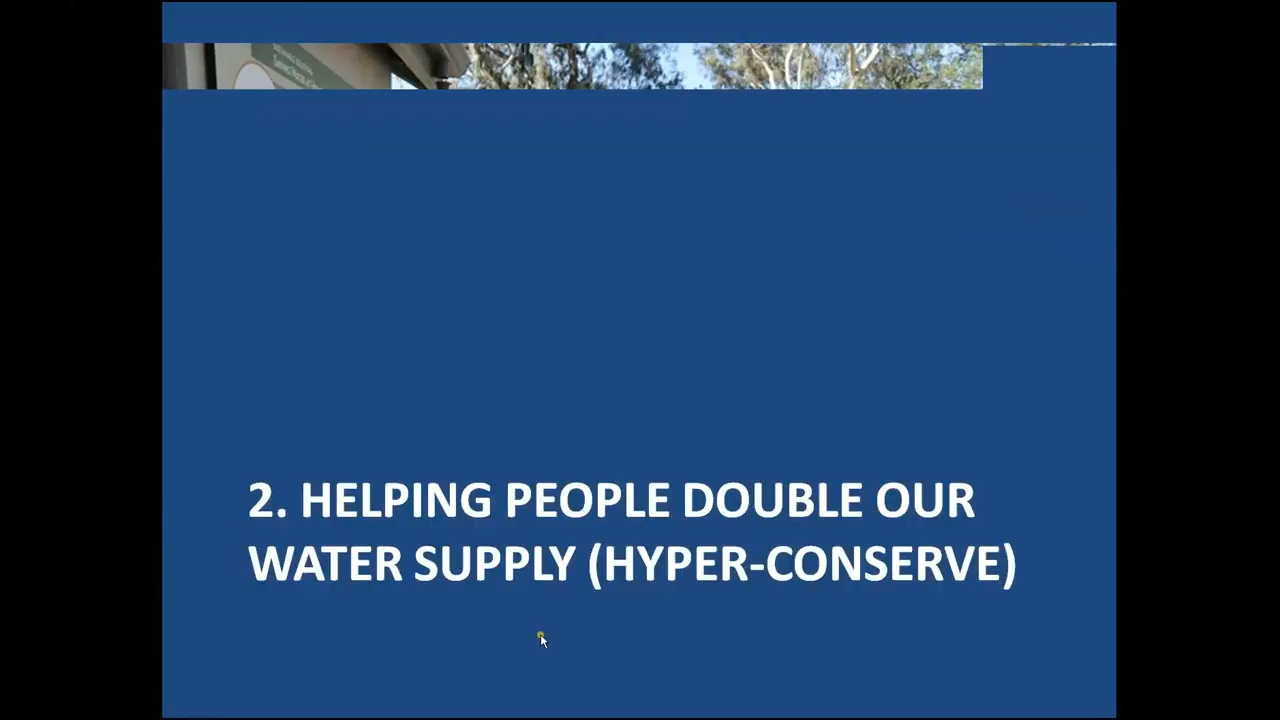 2. HELPING PEOPLE DOUBLE OUR
WATER SUPPLY (HYPER-CONSERVE)